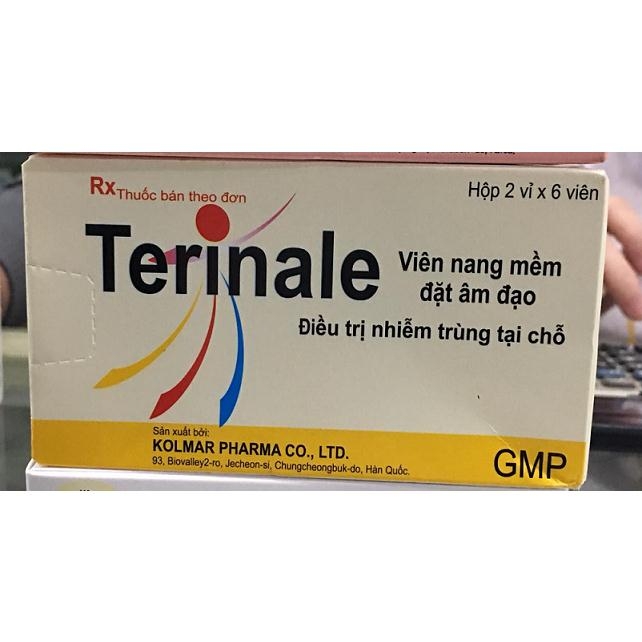 Rx Thuốc bán theo đơn
Hộp 2 vỉ x 6 viên
Terinale
Viên nang mềm
đặt âm đạo
Điều trị nhiễm trùng tại chỗ
Sản xuất bởi:
KOLMAR PHARMA CO., LTD.
93, Biovalley2-ro, Jecheon-si, Chungcheongbuk-do, Hàn Quốc.
GMP